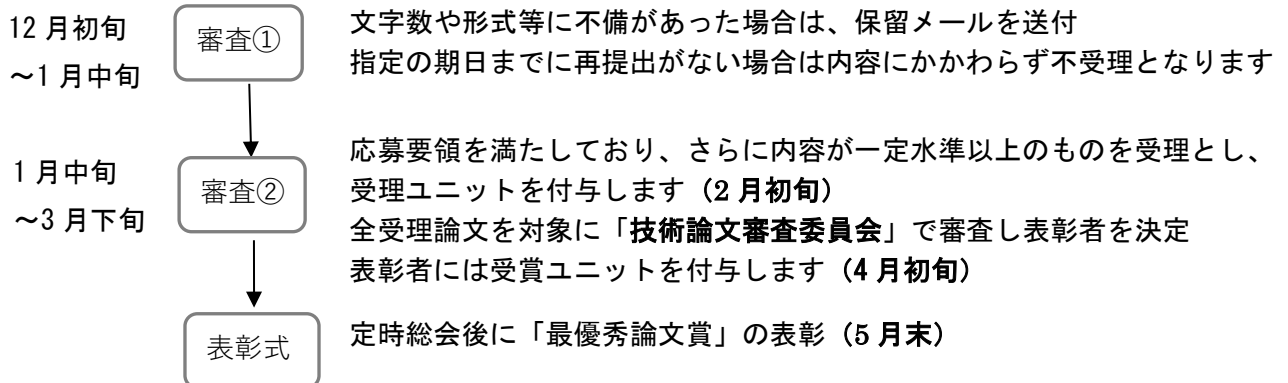 12 月初旬
～1 月中旬
審査①
文字数や形式等に不備があった場合は、保留メールを送付
指定の期日までに再提出がない場合は内容にかかわらず不受理となります
1 月中旬
～3 月下旬
審査②
応募要領を満たしており、さらに内容が一定水準以上のものを受理とし、
受理ユニットを付与します（2 月初旬）
全受理論文を対象に「技術論文審査委員会」で審査し表彰者を決定
表彰者には受賞ユニットを付与します（4 月初旬）
表彰式
定時総会後に「最優秀論文賞」の表彰（5 月末）